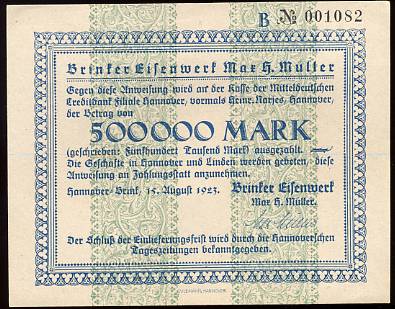 B № 001082
Brinker Eisenwerk Max H. Müller
Gegen diese Anweisung wird an der Kasse der Mitteldeutschen
Creditbank Filiale Hannover, vormals Heinr. Narjes, Hannover,
der Betrag von
500000 MARK
(geschrieben: Fünfhundert Tausend Mark) ausgezahlt.
Die Geschäfte in Hannover und Linden werden gebeten, diese
Anweisung an Zahlungsstatt anzunehmen.
Hannover-Brink, 15. August 1923. Brinker Eisenwerk
Max H. Müller.
Max Müller
Der Schluß der Einlieferungsfrist wird durch die Hannoverschen
Tageszeitungen bekanntgegeben.